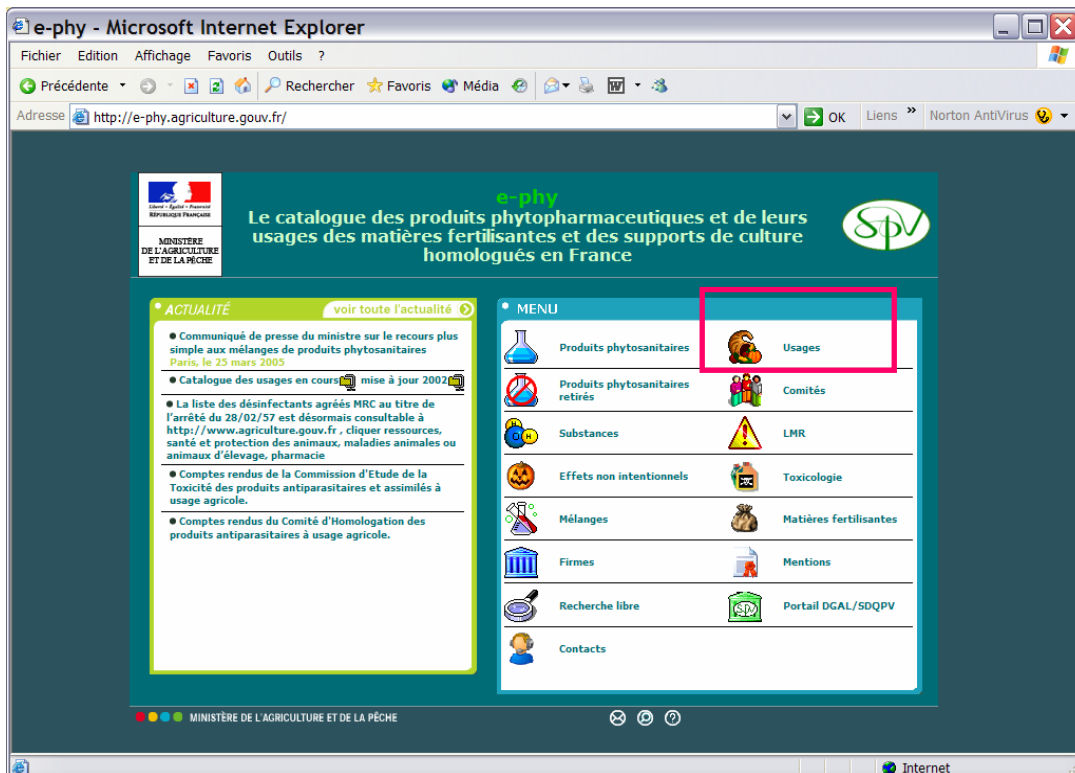 e-phy - Microsoft Internet Explorer
Fichier Edition Affichage Favoris Outils ?
Précédente Rechercher Favoris Média
Adresse http://e-phy.agriculture.gouv.fr/ OK Liens » Norton AntiVirus
Liberté • Égalité • Fraternité
RÉPUBLIQUE FRANÇAISE
MINISTÈRE
DE L'AGRICULTURE
ET DE LA PÊCHE
e-phy
Le catalogue des produits phytopharmaceutiques et de leurs
usages des matières fertilisantes et des supports de culture
homologués en France
SPV
ACTUALITÉ voir toute l'actualité
Communiqué de presse du ministre sur le recours plus
simple aux mélanges de produits phytosanitaires
Paris, le 25 mars 2005
Catalogue des usages en cours mise à jour 2002
La liste des désinfectants agréés MRC au titre de
l'arrêté du 28/02/57 est désormais consultable à
http://www.agriculture.gouv.fr , cliquer ressources,
santé et protection des animaux, maladies animales ou
animaux d'élevage, pharmacie
Comptes rendus de la Commission d'Etude de la
Toxicité des produits antiparasitaires et assimilés à
usage agricole.
Comptes rendus du Comité d'Homologation des
produits antiparasitaires à usage agricole.
MENU
Produits phytosanitaires
Usages
Produits phytosanitaires
retirés
Comités
Substances
LMR
Effets non intentionnels
Toxicologie
Mélanges
Matières fertilisantes
Firmes
Mentions
Recherche libre
Portail DGAL/SDQPV
Contacts
MINISTÈRE DE L'AGRICULTURE ET DE LA PÊCHE
Internet